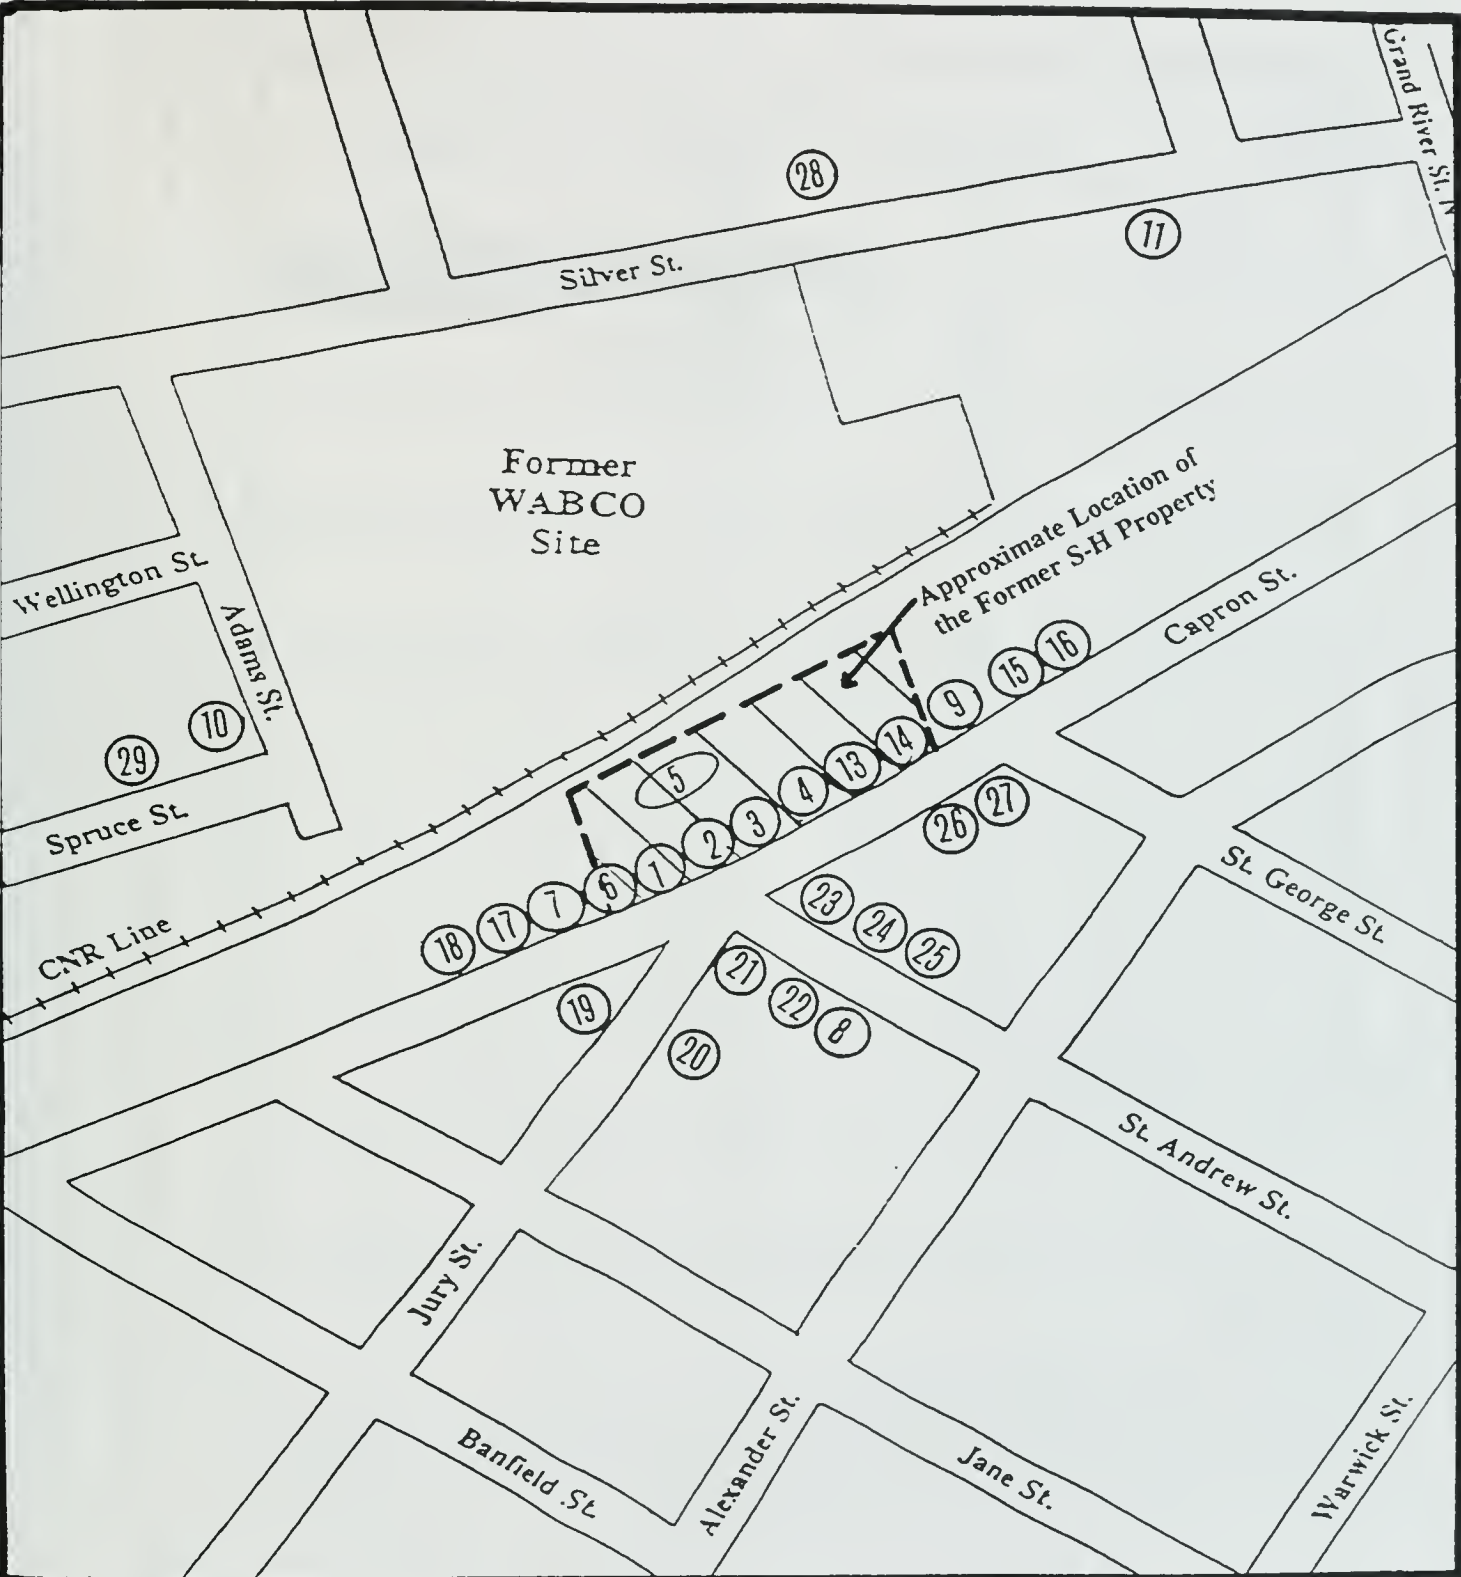 Grand River St. N
28
11
Silver St.
Former
WABCO
Site
Approximate Location of
the Former S-H Property
Wellington St.
Adams St.
Capron St.
16
15
9
10
29
14
13
5
4
3
2
1
6
7
17
18
Spruce St.
27
26
St. George St.
23
24
25
CNR Line
21
22
8
19
20
St. Andrew St.
Jury St.
Banfield St.
Alexander St.
Jane St.
Warwick St.